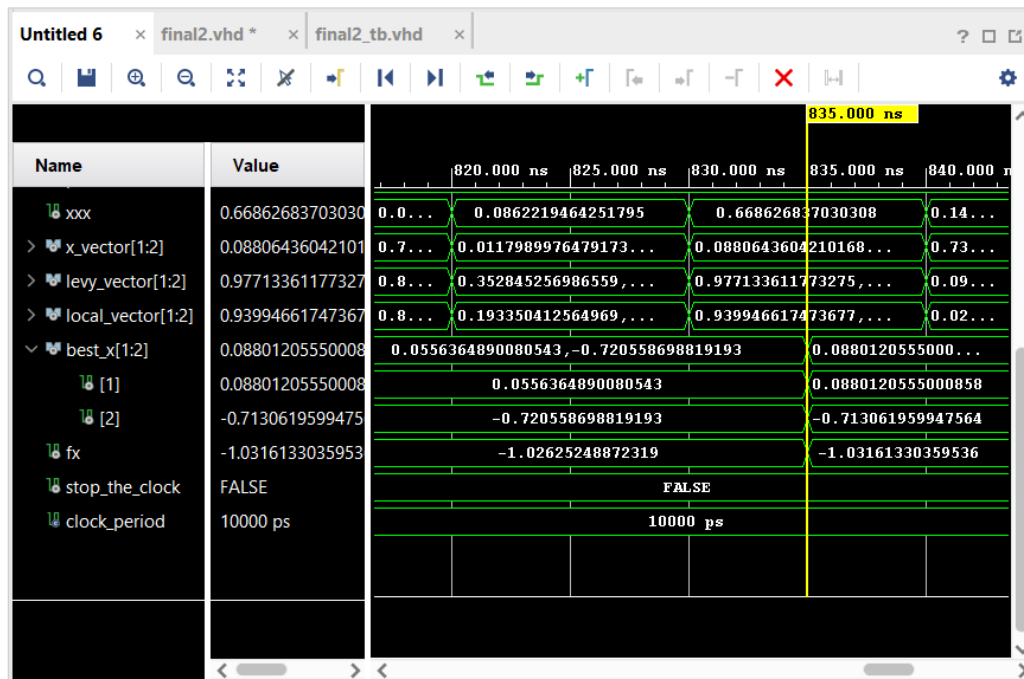 Untitled 6 × final2.vhd * × final2_tb.vhd × ?
835.000 ns
Name Value 820.000 ns 825.000 ns 830.000 ns 835.000 ns 840.000 n
xxx 0.66862683703030 0.0... 0.0862219464251795 0.668626837030308 0.14...
x_vector[1:2] 0.08806436042101 0.7... 0.0117989976479173... 0.0880643604210168... 0.73...
levy_vector[1:2] 0.97713361177327 0.8... 0.352845256986559,... 0.977133611773275,... 0.09...
local_vector[1:2] 0.93994661747367 0.8... 0.193350412564969,... 0.939946617473677,... 0.02...
best_x[1:2] 0.08801205550008 0.0556364890080543,-0.720558698819193 0.0880120555000...
[1] 0.08801205550008 0.0556364890080543 0.0880120555000858
[2] -0.7130619599475 -0.720558698819193 -0.713061959947564
fx -1.0316133035953 -1.02625248872319 -1.03161330359536
stop_the_clock FALSE FALSE
clock_period 10000 ps 10000 ps